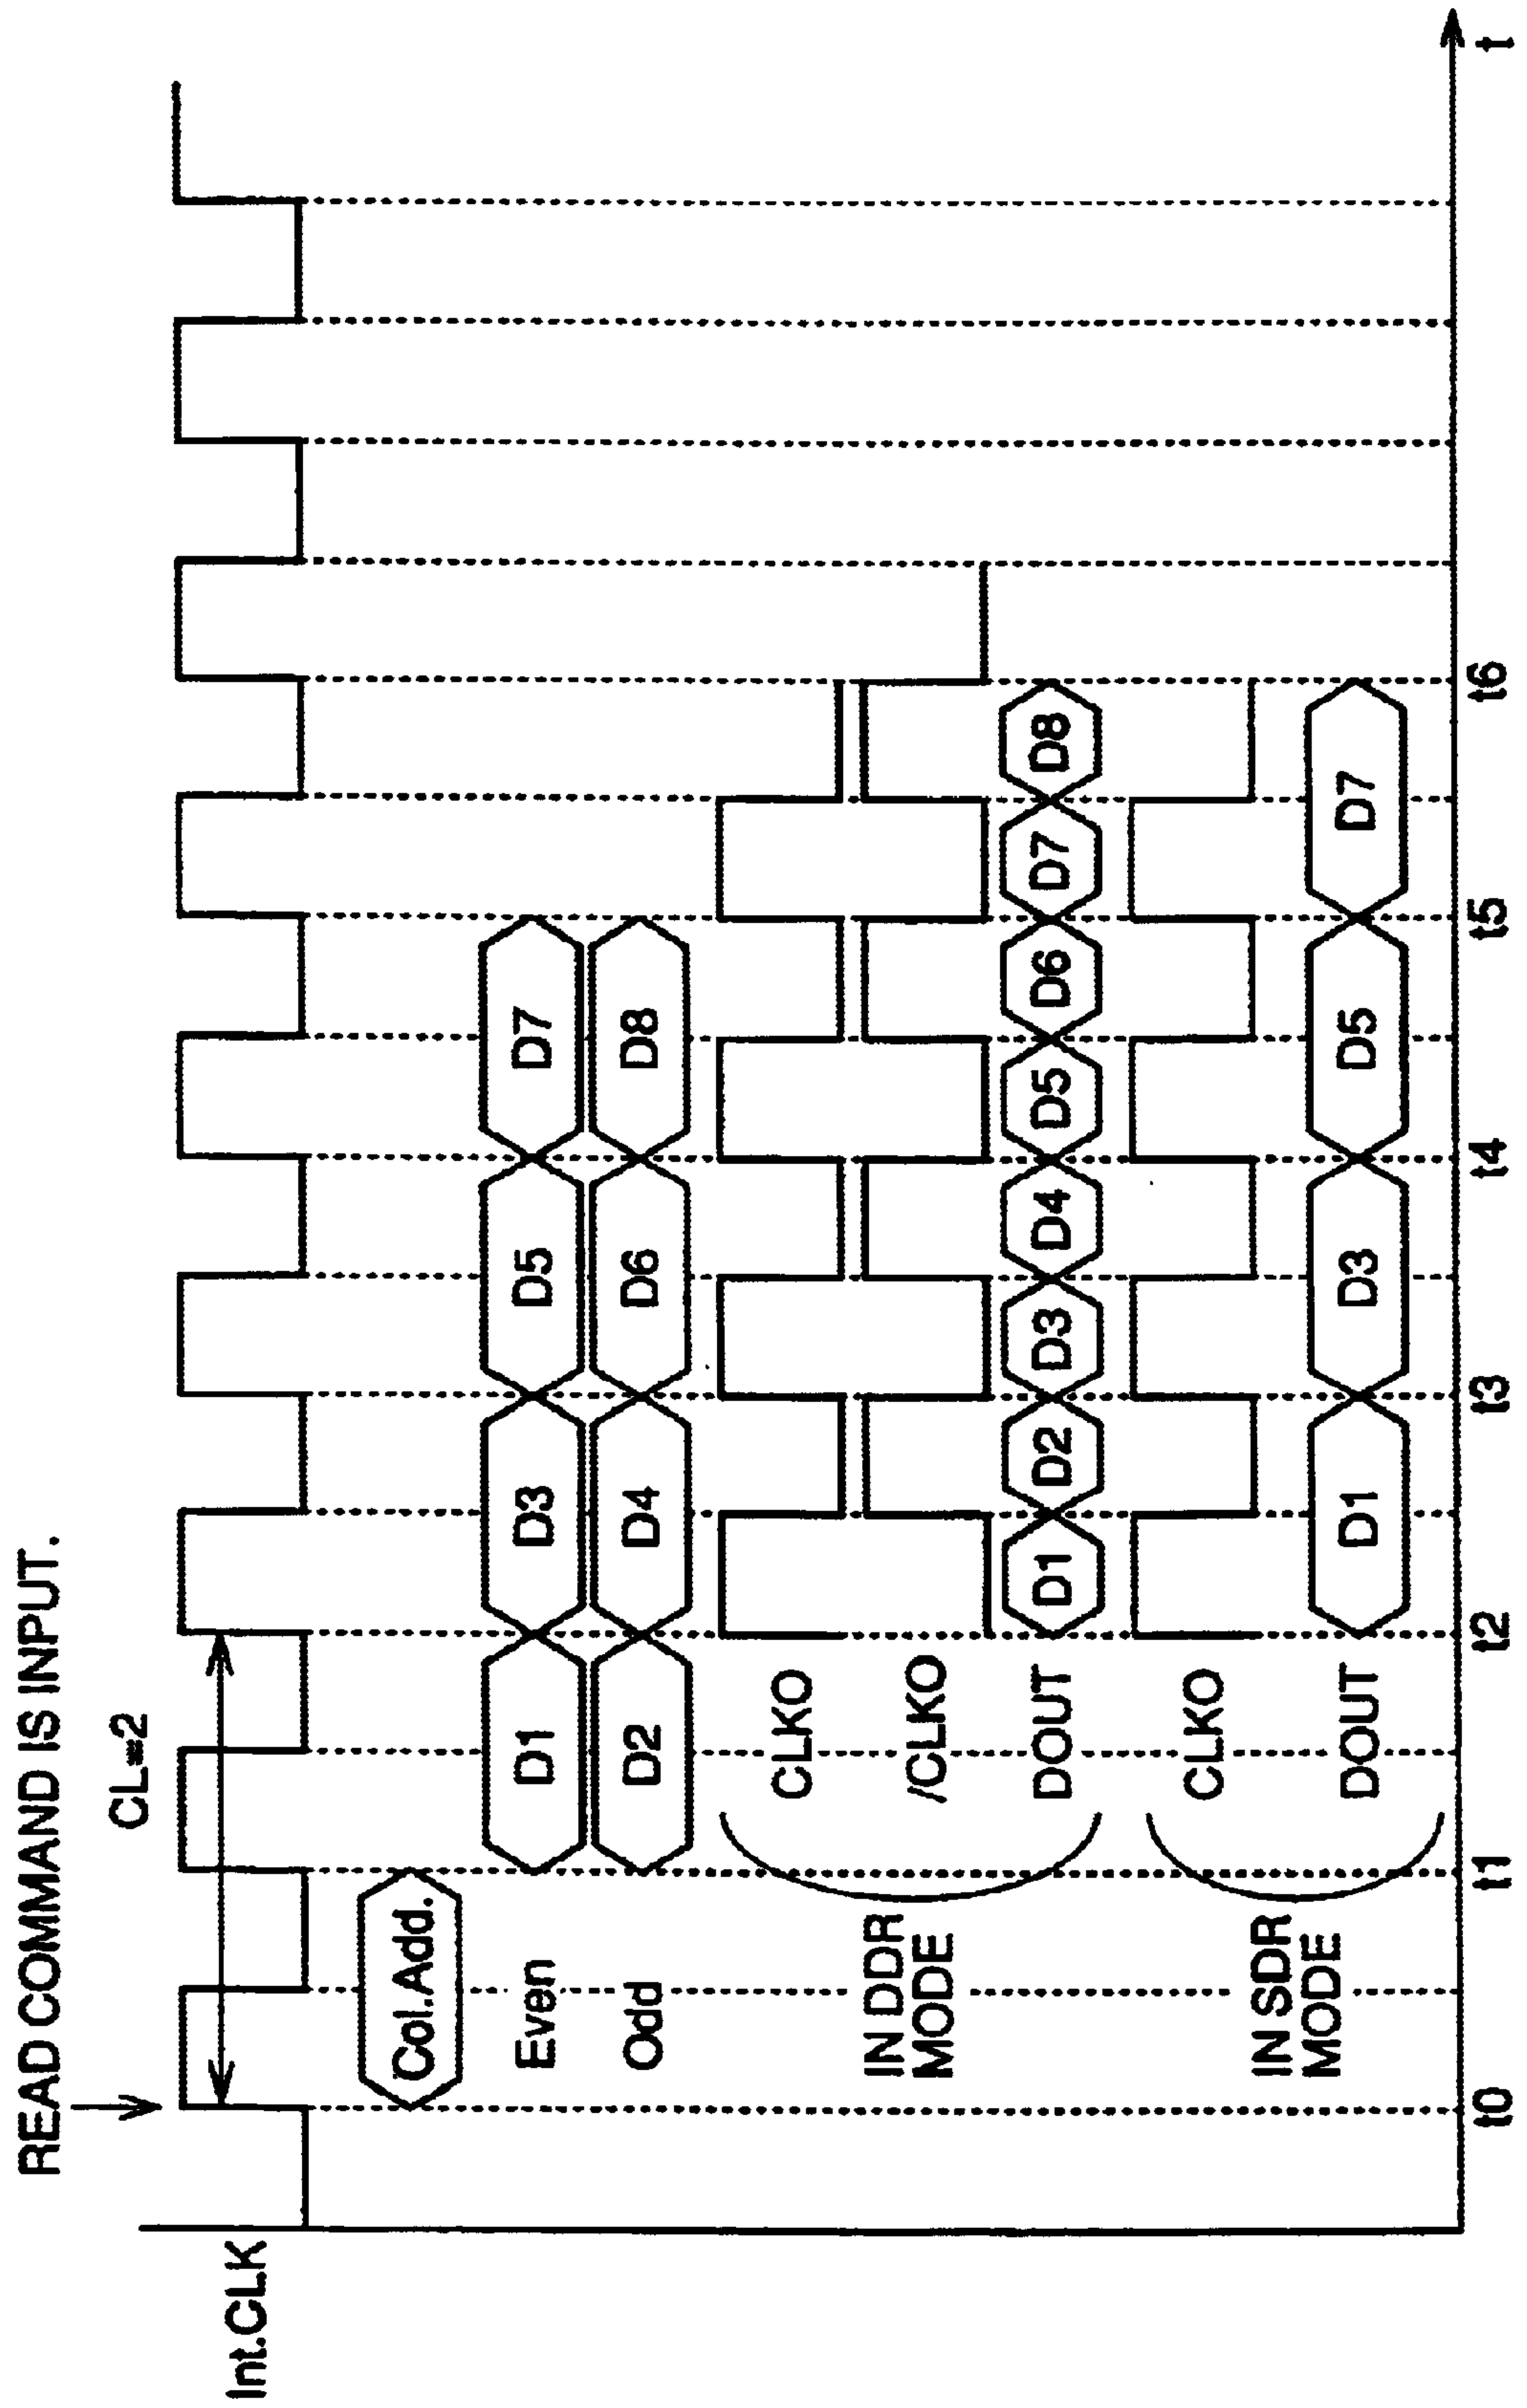 READ COMMAND IS INPUT.
CL=2
Int.CLK
Col.Add.
Even
D1 D3 D5 D7
Odd
D2 D4 D6 D8
IN DDR
MODE
CLKO
/CLKO
DOUT
D1 D2 D3 D4 D5 D6 D7 D8
IN SDR
MODE
CLKO
DOUT
D1 D3 D5 D7
t0 t1 t2 t3 t4 t5 t6 t